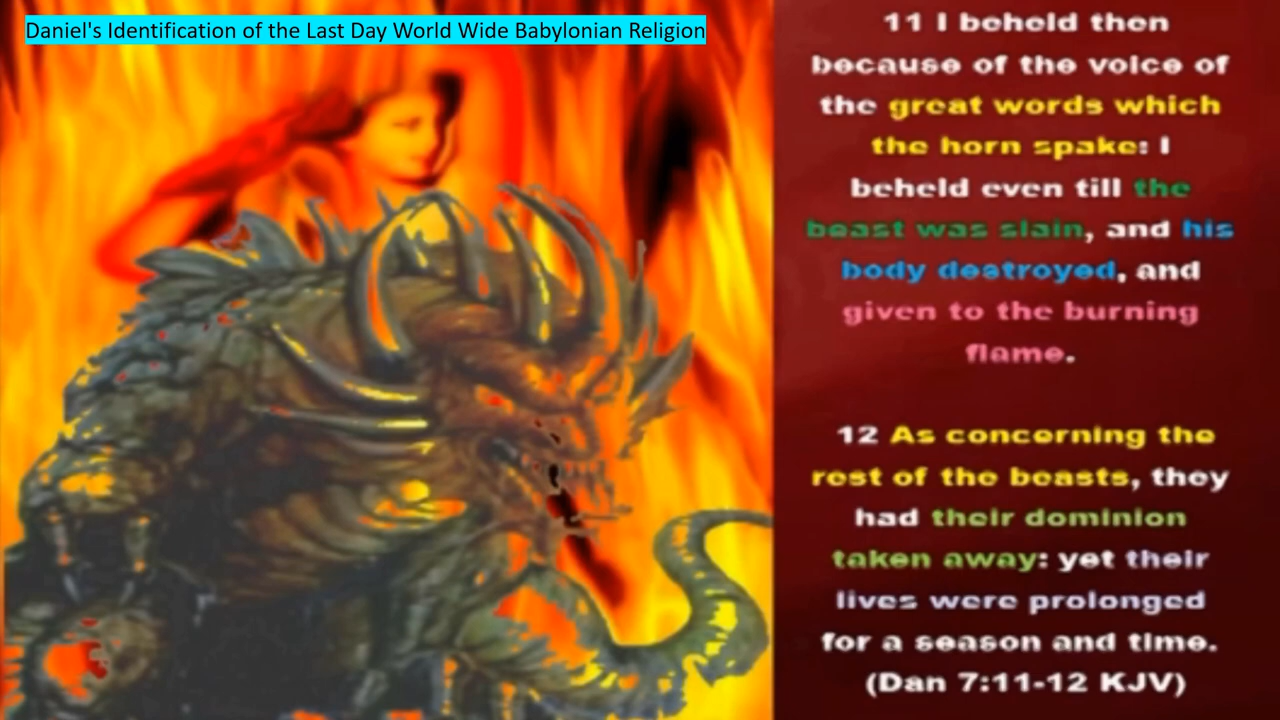 Daniel's Identification of the Last Day World Wide Babylonian Religion
11 I beheld then
because of the voice of
the great words which
the horn spake: I
beheld even till the
beast was slain, and his
body destroyed, and
given to the burning
flame.
12 As concerning the
rest of the beasts, they
had their dominion
taken away: yet their
lives were prolonged
for a season and time.
(Dan 7:11-12 KJV)